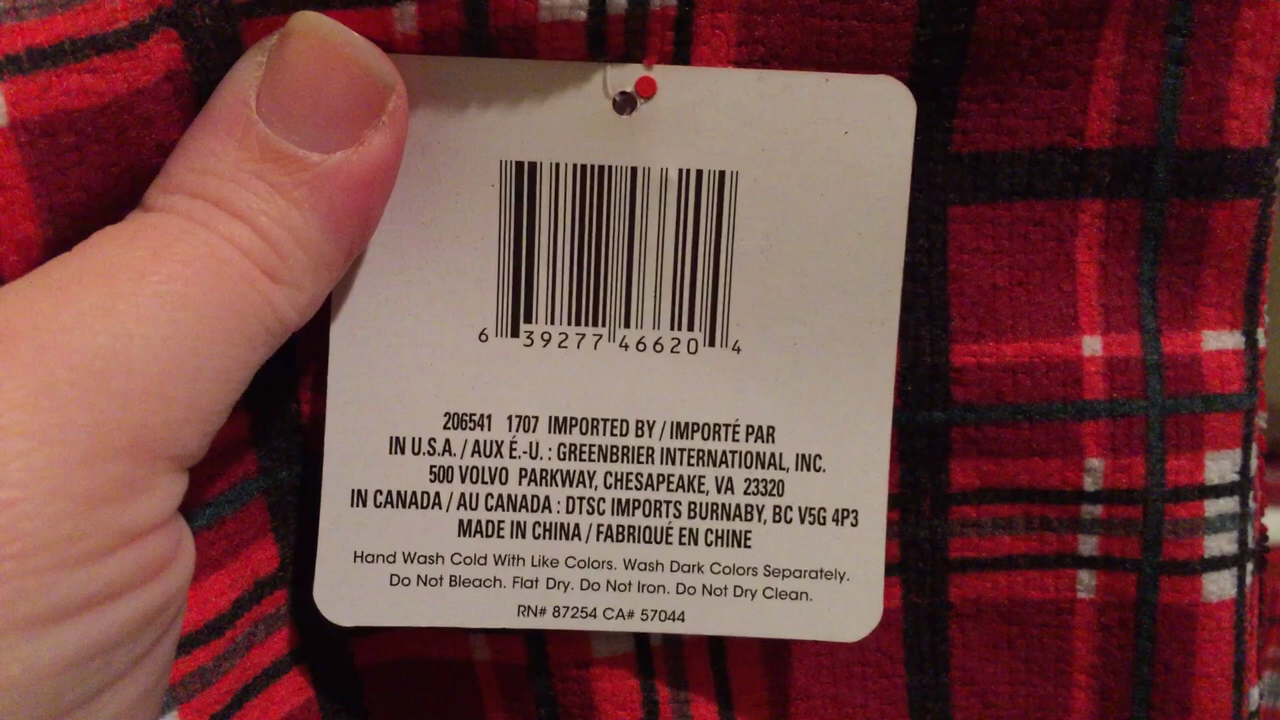 6 39277 46620 4
206541 1707 IMPORTED BY / IMPORTÉ PAR
IN U.S.A. / AUX É.-U. : GREENBRIER INTERNATIONAL, INC.
500 VOLVO PARKWAY, CHESAPEAKE, VA 23320
IN CANADA / AU CANADA : DTSC IMPORTS BURNABY, BC V5G 4P3
MADE IN CHINA / FABRIQUÉ EN CHINE
Hand Wash Cold With Like Colors. Wash Dark Colors Separately.
Do Not Bleach. Flat Dry. Do Not Iron. Do Not Dry Clean.
RN# 87254 CA# 57044